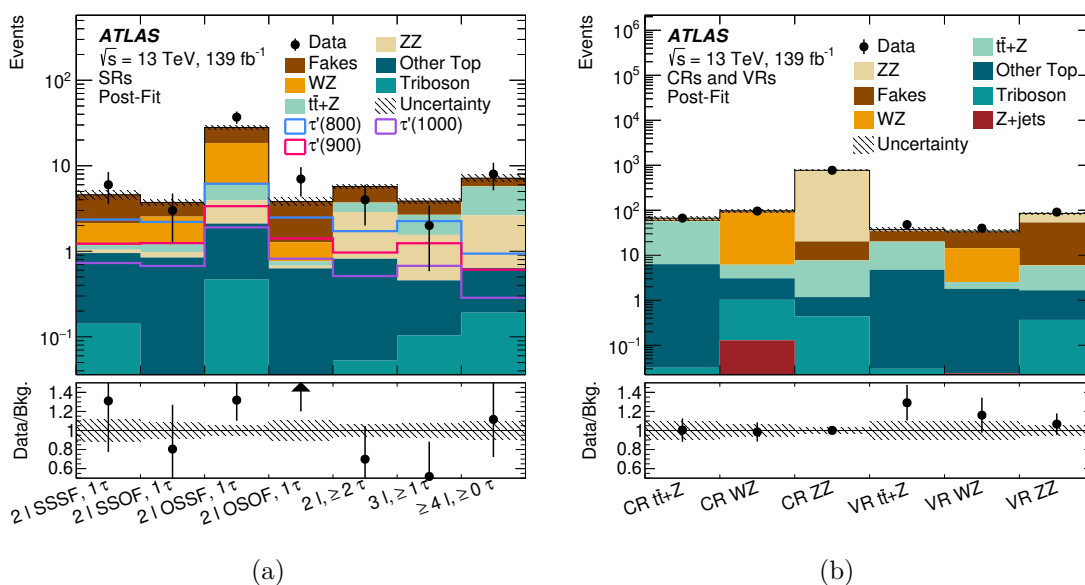 Events
ATLAS
√s = 13 TeV, 139 fb⁻¹
SRs
Post-Fit
Data
ZZ
Fakes
Other Top
WZ
Triboson
tt̄+Z
Uncertainty
τ'(800)
τ'(1000)
τ'(900)
10²
10
1
10⁻¹
Data/Bkg.
1.4
1.2
1
0.8
0.6
2 l SSSF, 1 τ
2 l SSOF, 1 τ
2 l OSSF, 1 τ
2 l OSOF, 1 τ
2 l, ≥ 2 τ
3 l, ≥ 1 τ
≥ 4 l, ≥ 0 τ
(a)
Events
ATLAS
√s = 13 TeV, 139 fb⁻¹
CRs and VRs
Post-Fit
Data
tt̄+Z
ZZ
Other Top
Fakes
Triboson
WZ
Z+jets
Uncertainty
10⁶
10⁵
10⁴
10³
10²
10
1
10⁻¹
Data/Bkg.
1.4
1.2
1
0.8
0.6
CR tt̄+Z
CR WZ
CR ZZ
VR tt̄+Z
VR WZ
VR ZZ
(b)